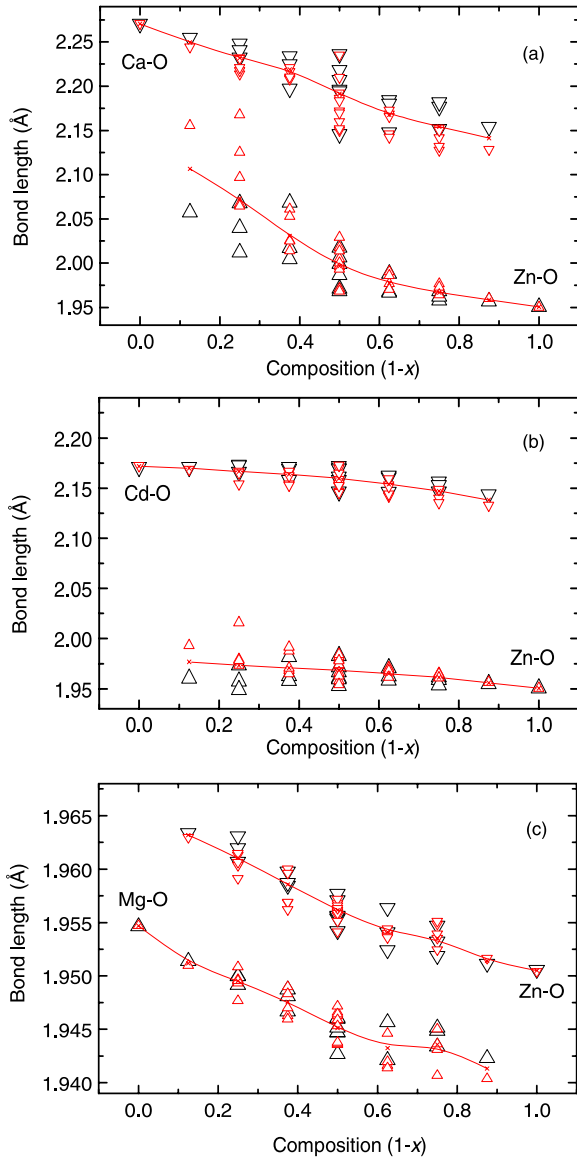 (a)
2.25
Ca-O
2.20
2.15
2.10
2.05
2.00
Zn-O
1.95
Bond length (Å)
0.0 0.2 0.4 0.6 0.8 1.0
Composition (1-x)
(b)
2.20
2.15
Cd-O
2.10
2.05
2.00
Zn-O
1.95
Bond length (Å)
0.0 0.2 0.4 0.6 0.8 1.0
Composition (1-x)
(c)
1.965
1.960
Mg-O
1.955
1.950
Zn-O
1.945
1.940
Bond length (Å)
0.0 0.2 0.4 0.6 0.8 1.0
Composition (1-x)